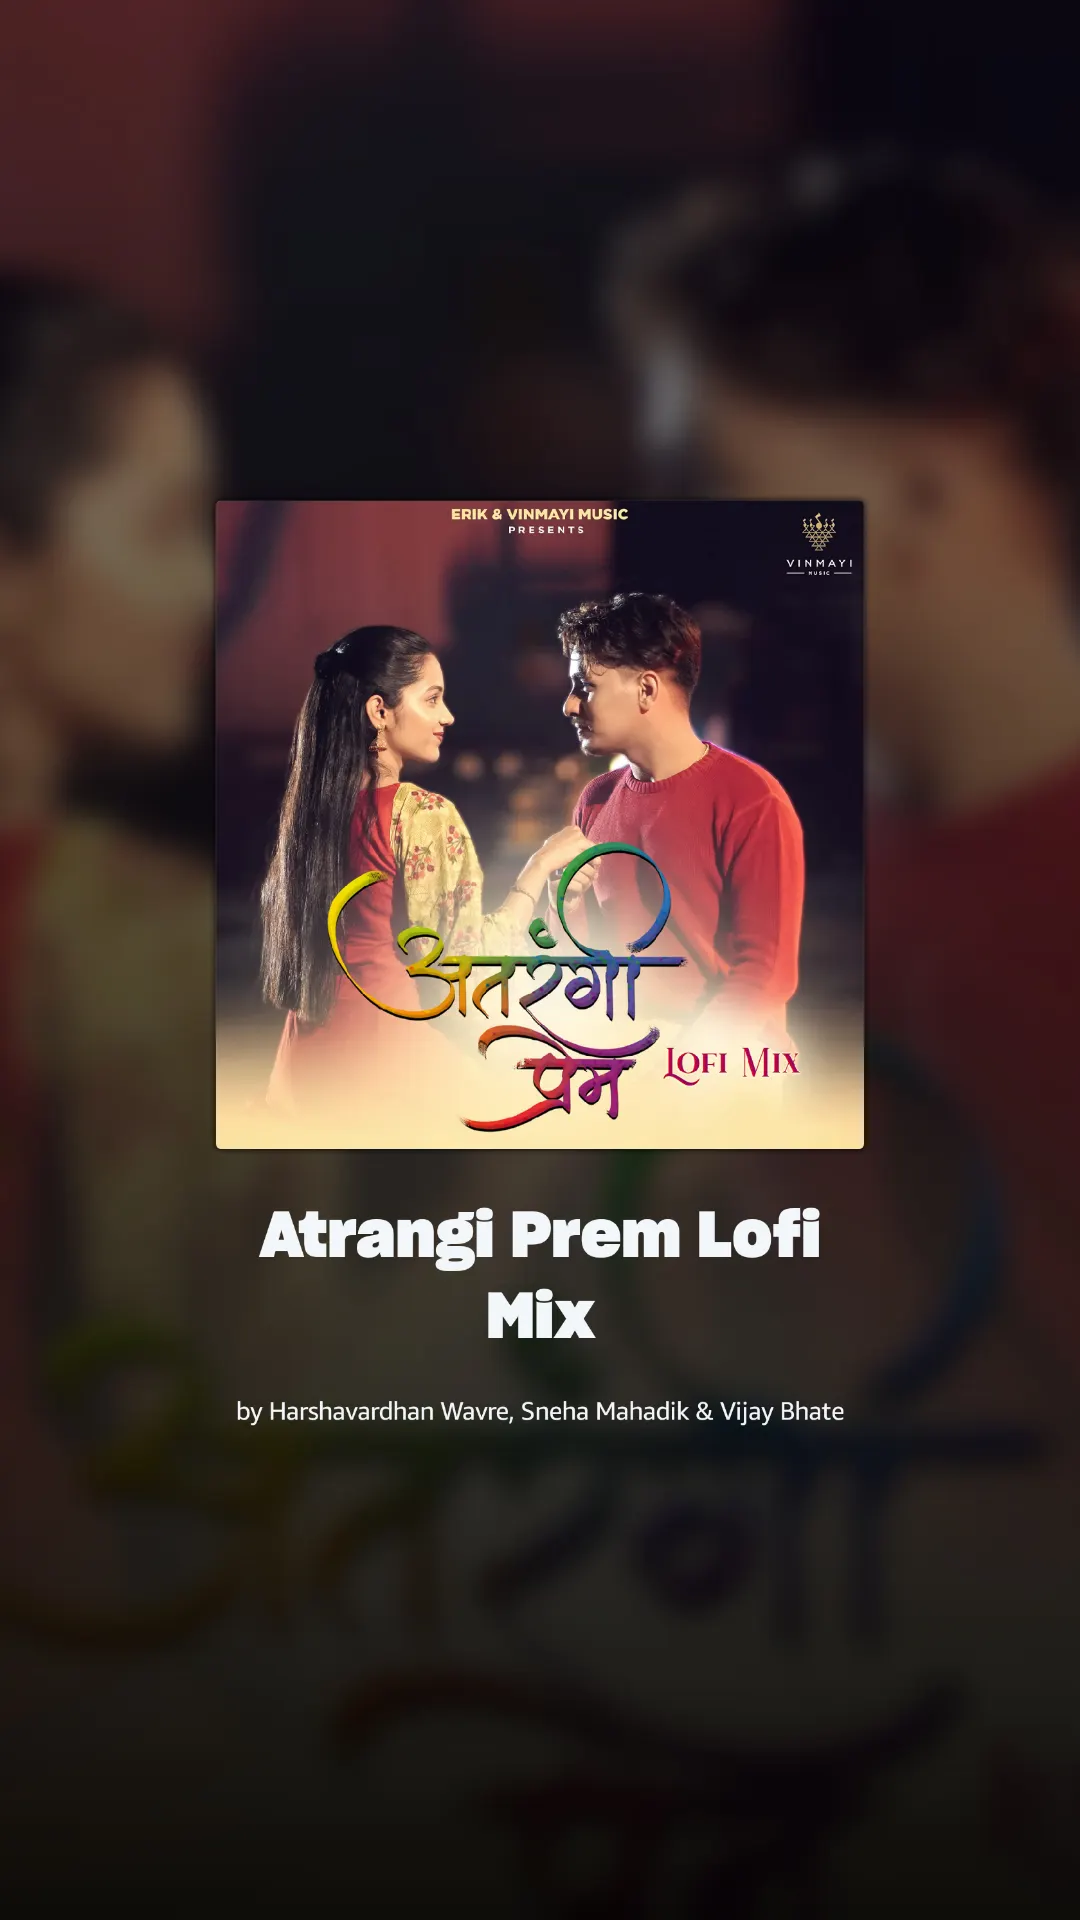 ERIK & VINMAYI MUSIC
PRESENTS
VINMAYI
MUSIC
अतरंगी
प्रेम
LOFI MIX
Atrangi Prem Lofi
Mix
by Harshavardhan Wavre, Sneha Mahadik & Vijay Bhate